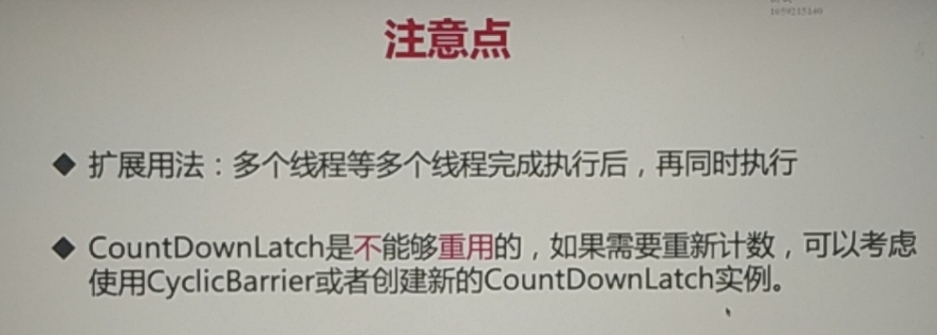 注意点
◆ 扩展用法：多个线程等多个线程完成执行后，再同时执行
◆ CountDownLatch是不能够重用的，如果需要重新计数，可以考虑
使用CyclicBarrier或者创建新的CountDownLatch实例。